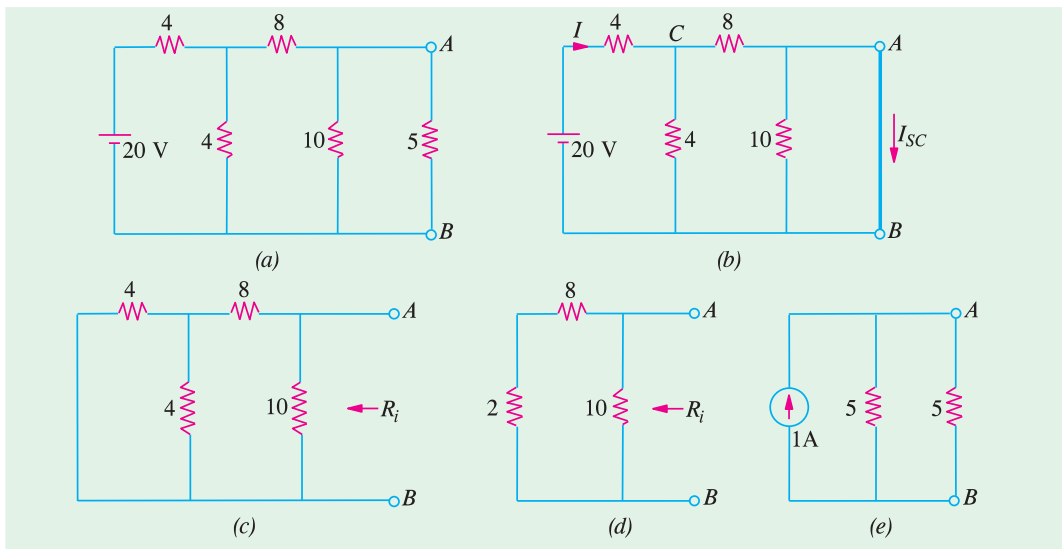 4 8 A
4 10 5
20 V
B
(a)
I 4 C 8 A
4 10 I_SC
20 V
B
(b)
4 8 A
4 10 R_i
B
(c)
8 A
2 10 R_i
B
(d)
A
5 5
1A
B
(e)